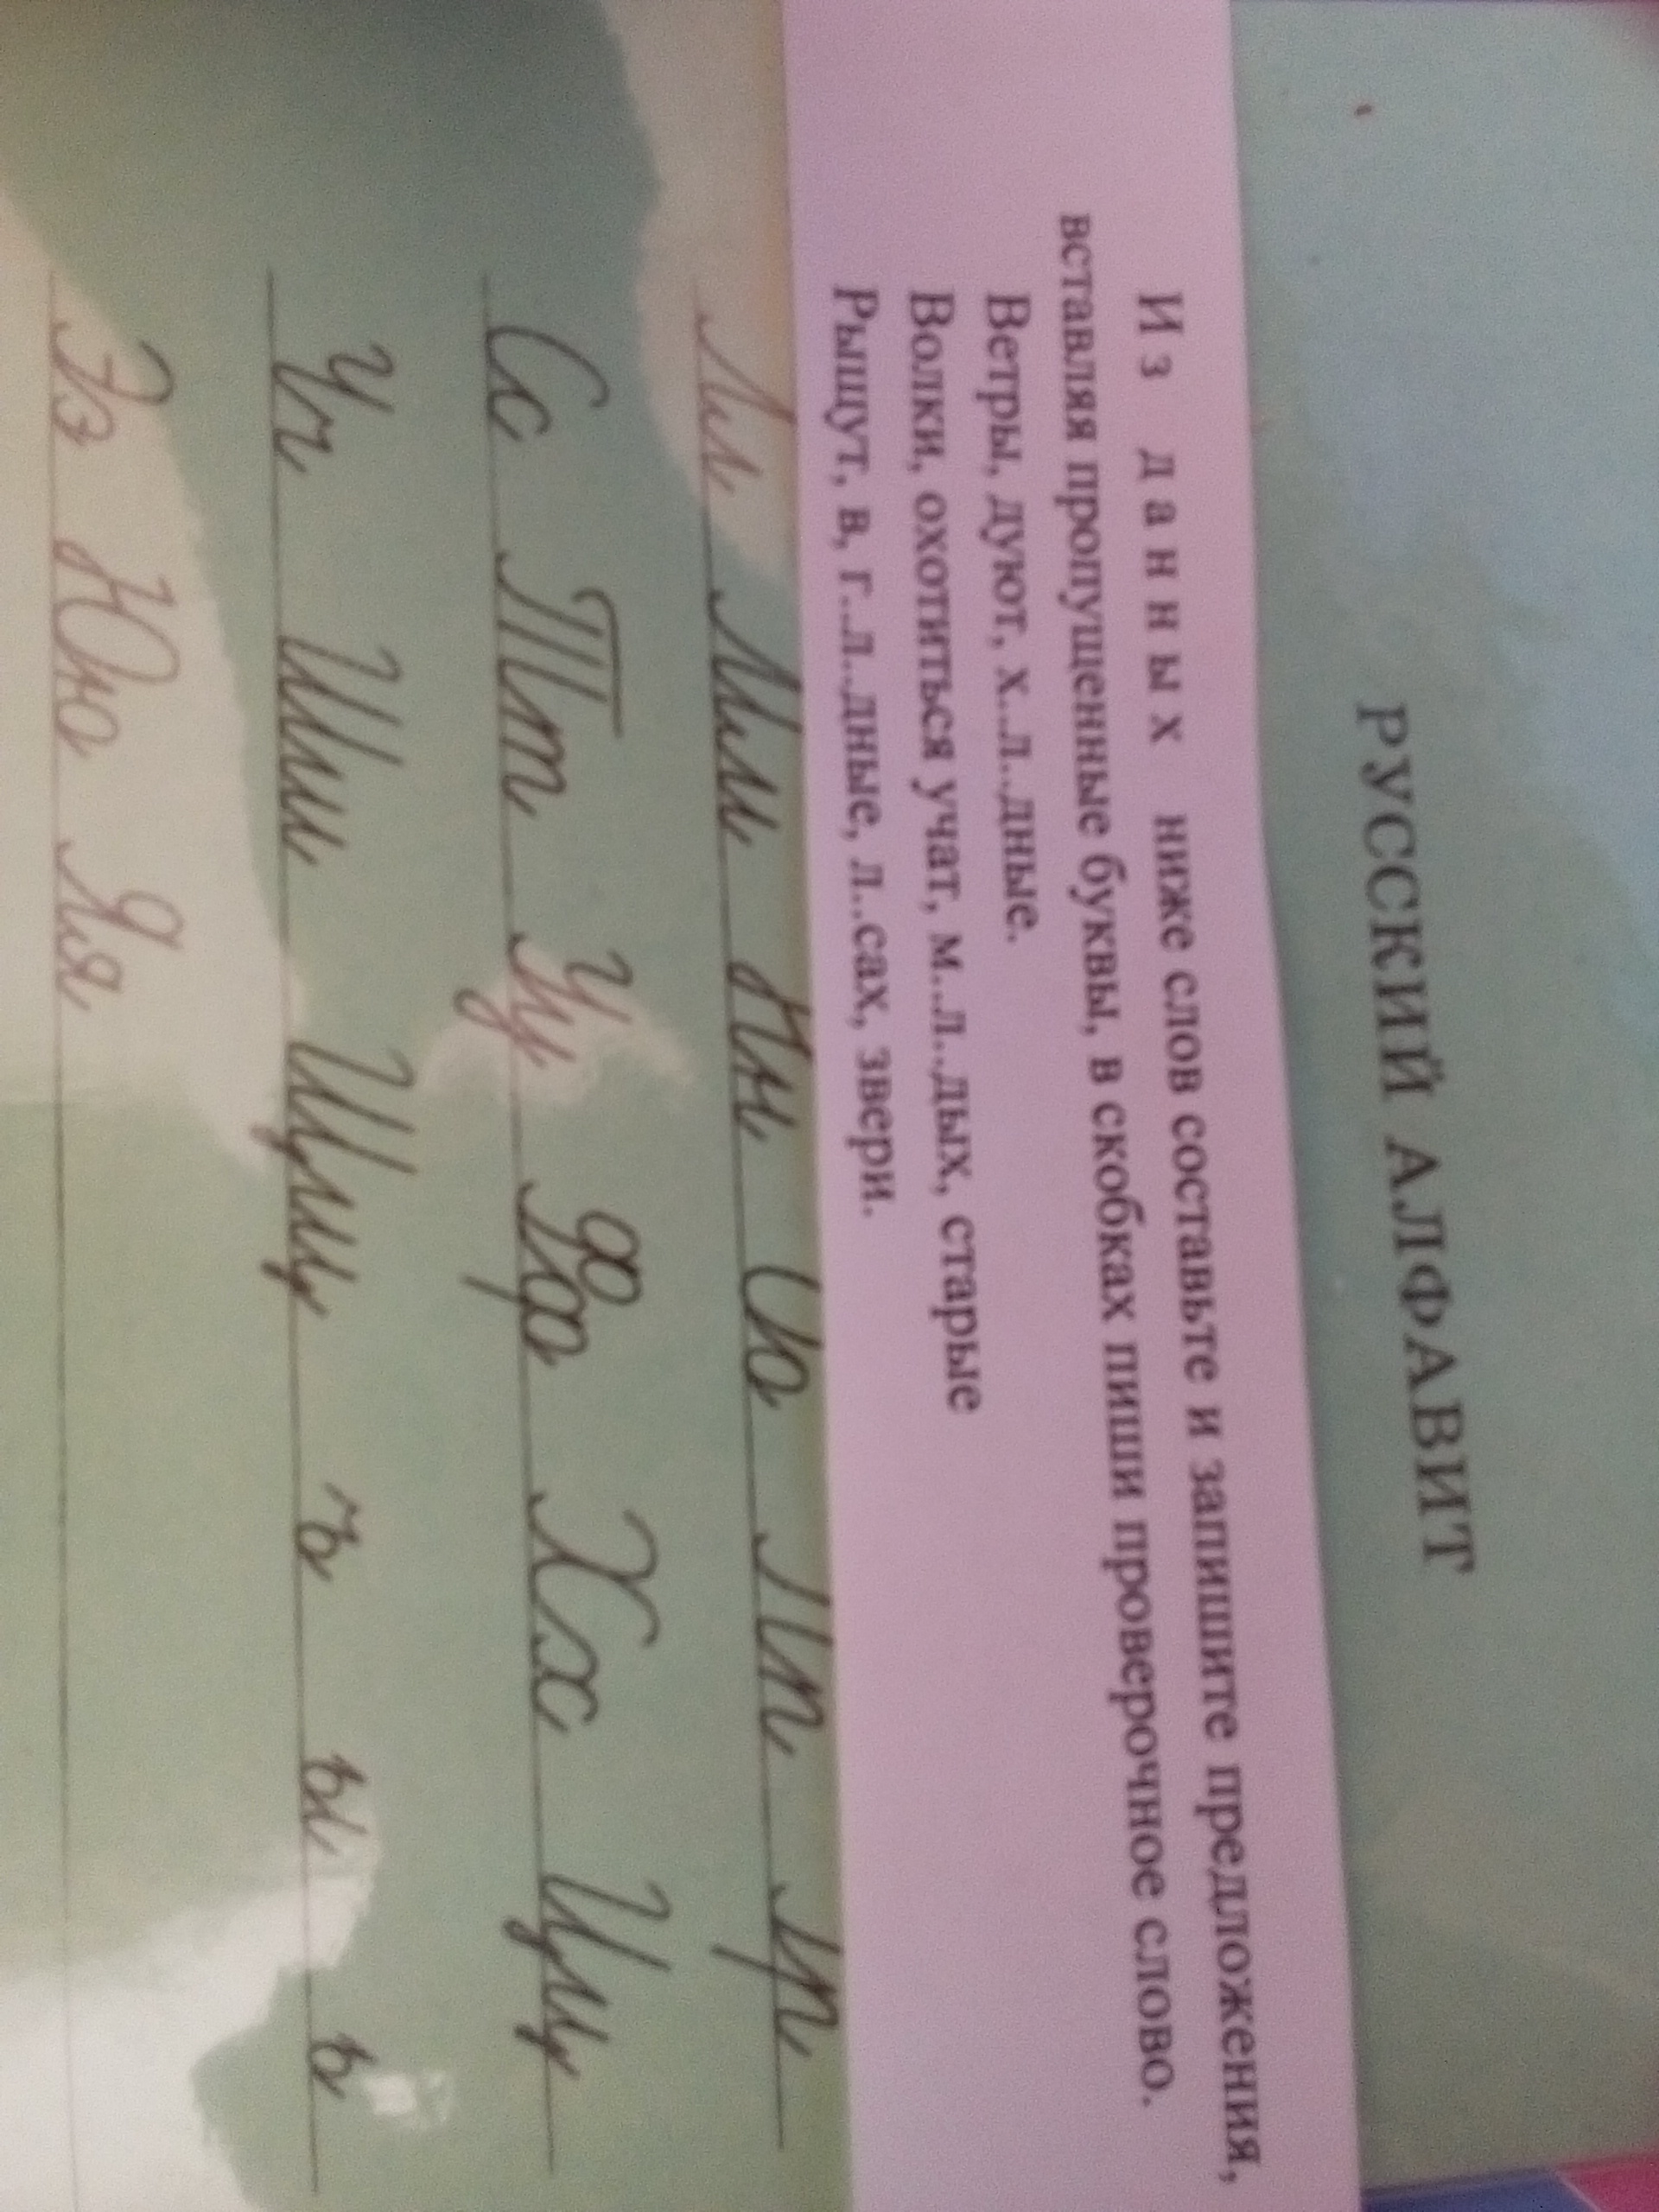 РУССКИЙ АЛФАВИТ
Из данных ниже слов составьте и запишите предложения,
вставляя пропущенные буквы, в скобках пиши проверочное слово.
Ветры, дуют, х..л..дные.
Волки, охотиться учат, м..л..дых, старые
Рыщут, в, г..л..дные, л..сах, звери.
Лл Мм Нн Оо Пп Рр
Сс Тт Уу Фф Хх Цц
Чч Шш Щщ ъ ы ь
Ээ Юю Яя